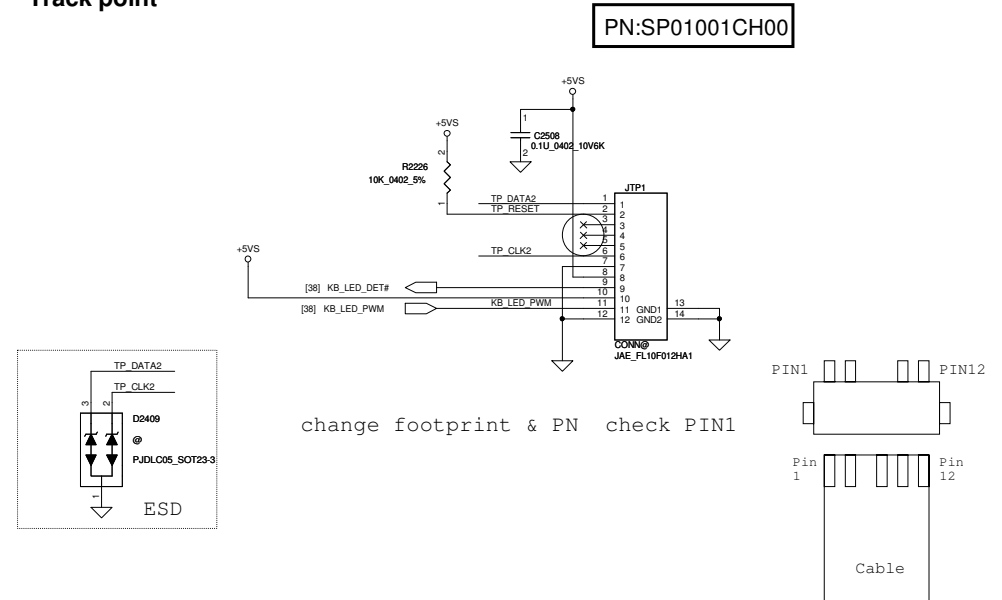 Track point
PN:SP01001CH00
+5VS
+5VS
1
C2508
0.1U_0402_10V6K
2
2
R2226
10K_0402_5%
1
JTP1
TP_DATA2
TP_RESET
TP_CLK2
1
2
3
4
5
6
7
8
9
10
11
12
1
2
3
4
5
6
7
8
9
10
11 GND1
12 GND2
13
14
+5VS
[38] KB_LED_DET#
[38] KB_LED_PWM
KB_LED_PWM
CONN@
JAE_FL10F012HA1
TP_DATA2
TP_CLK2
3
2
D2409
@
PJDLC05_SOT23-3
1
ESD
change footprint & PN check PIN1
PIN1
PIN12
Pin
1
Pin
12
Cable